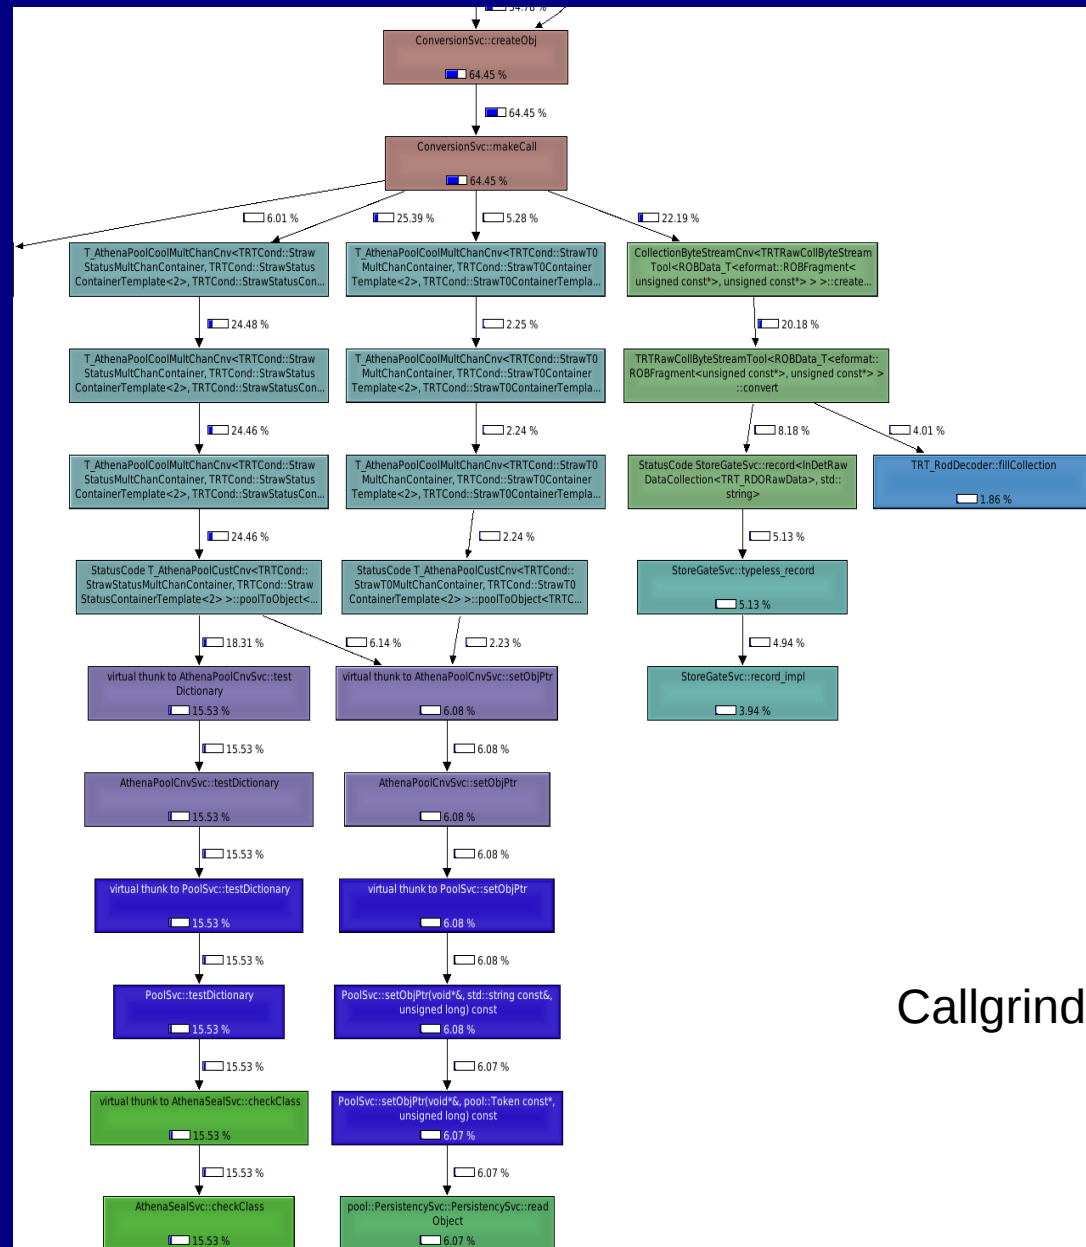 54.78 %
ConversionSvc::createObj
64.45 %
64.45 %
ConversionSvc::makeCall
64.45 %
6.01 %
25.39 %
5.28 %
22.19 %
T_AthenaPoolCoolMultChanCnv<TRTCond::Straw
StatusMultChanContainer, TRTCond::StrawStatus
ContainerTemplate<2>, TRTCond::StrawStatusCon...
T_AthenaPoolCoolMultChanCnv<TRTCond::StrawT0
MultChanContainer, TRTCond::StrawT0Container
Template<2>, TRTCond::StrawT0ContainerTempla...
CollectionByteStreamCnv<TRTRawCollByteStream
Tool<ROBData_T<eformat::ROBFragment<
unsigned const*>, unsigned const*> > >::create...
24.48 %
2.25 %
20.18 %
T_AthenaPoolCoolMultChanCnv<TRTCond::Straw
StatusMultChanContainer, TRTCond::StrawStatus
ContainerTemplate<2>, TRTCond::StrawStatusCon...
T_AthenaPoolCoolMultChanCnv<TRTCond::StrawT0
MultChanContainer, TRTCond::StrawT0Container
Template<2>, TRTCond::StrawT0ContainerTempla...
TRTRawCollByteStreamTool<ROBData_T<eformat::
ROBFragment<unsigned const*>, unsigned const*> >
::convert
24.46 %
2.24 %
8.18 %
4.01 %
T_AthenaPoolCoolMultChanCnv<TRTCond::Straw
StatusMultChanContainer, TRTCond::StrawStatus
ContainerTemplate<2>, TRTCond::StrawStatusCon...
T_AthenaPoolCoolMultChanCnv<TRTCond::StrawT0
MultChanContainer, TRTCond::StrawT0Container
Template<2>, TRTCond::StrawT0ContainerTempla...
StatusCode StoreGateSvc::record<InDetRaw
DataCollection<TRT_RDORawData>, std::
string>
TRT_RodDecoder::fillCollection
1.86 %
24.46 %
2.24 %
5.13 %
StatusCode T_AthenaPoolCustCnv<TRTCond::
StrawStatusMultChanContainer, TRTCond::Straw
StatusContainerTemplate<2> >::poolToObject<...
StatusCode T_AthenaPoolCustCnv<TRTCond::
StrawT0MultChanContainer, TRTCond::StrawT0
ContainerTemplate<2> >::poolToObject<TRTC...
StoreGateSvc::typeless_record
5.13 %
18.31 %
6.14 %
2.23 %
4.94 %
virtual thunk to AthenaPoolCnvSvc::test
Dictionary
15.53 %
virtual thunk to AthenaPoolCnvSvc::setObjPtr
6.08 %
StoreGateSvc::record_impl
3.94 %
15.53 %
6.08 %
AthenaPoolCnvSvc::testDictionary
15.53 %
AthenaPoolCnvSvc::setObjPtr
6.08 %
15.53 %
6.08 %
virtual thunk to PoolSvc::testDictionary
15.53 %
virtual thunk to PoolSvc::setObjPtr
6.08 %
15.53 %
6.08 %
PoolSvc::testDictionary
15.53 %
PoolSvc::setObjPtr(void*&, std::string const&,
unsigned long) const
6.08 %
Callgrind
15.53 %
6.07 %
virtual thunk to AthenaSealSvc::checkClass
15.53 %
PoolSvc::setObjPtr(void*&, pool::Token const*,
unsigned long) const
6.07 %
15.53 %
6.07 %
AthenaSealSvc::checkClass
15.53 %
pool::PersistencySvc::PersistencySvc::read
Object
6.07 %